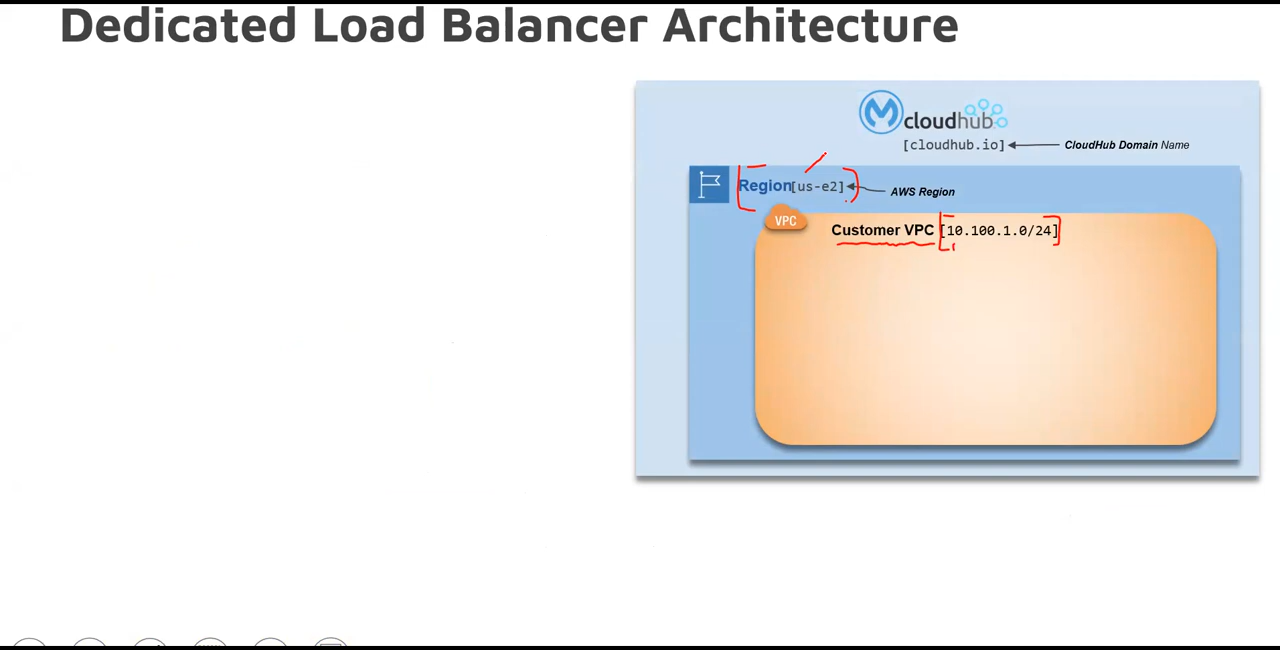 Dedicated Load Balancer Architecture
cloudhub
[cloudhub.io] CloudHub Domain Name
Region[us-e2] AWS Region
VPC
Customer VPC [10.100.1.0/24]